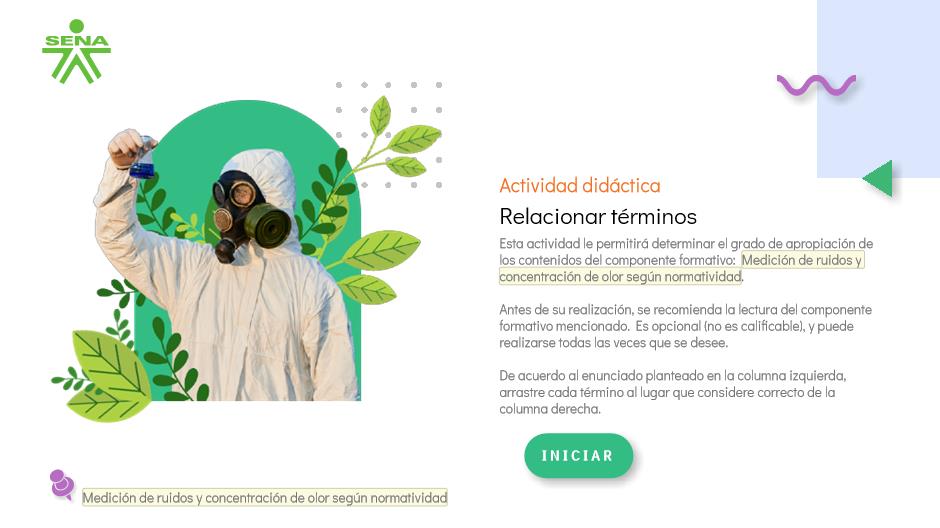 SENA
Actividad didáctica
Relacionar términos
Esta actividad le permitirá determinar el grado de apropiación de
los contenidos del componente formativo: Medición de ruidos y
concentración de olor según normatividad.
Antes de su realización, se recomienda la lectura del componente
formativo mencionado. Es opcional (no es calificable), y puede
realizarse todas las veces que se desee.
De acuerdo al enunciado planteado en la columna izquierda,
arrastre cada término al lugar que considere correcto de la
columna derecha.
INICIAR
Medición de ruidos y concentración de olor según normatividad